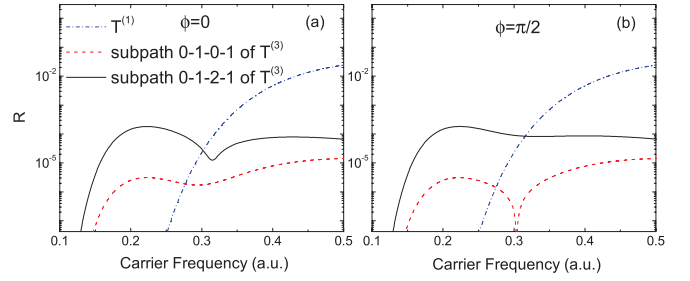 ϕ=0
(a)
T(1)
subpath 0-1-0-1 of T(3)
subpath 0-1-2-1 of T(3)
10-2
10-5
R
0.1 0.2 0.3 0.4 0.5
Carrier Frequency (a.u.)
ϕ=π/2
(b)
10-2
10-5
0.1 0.2 0.3 0.4 0.5
Carrier Frequency (a.u.)